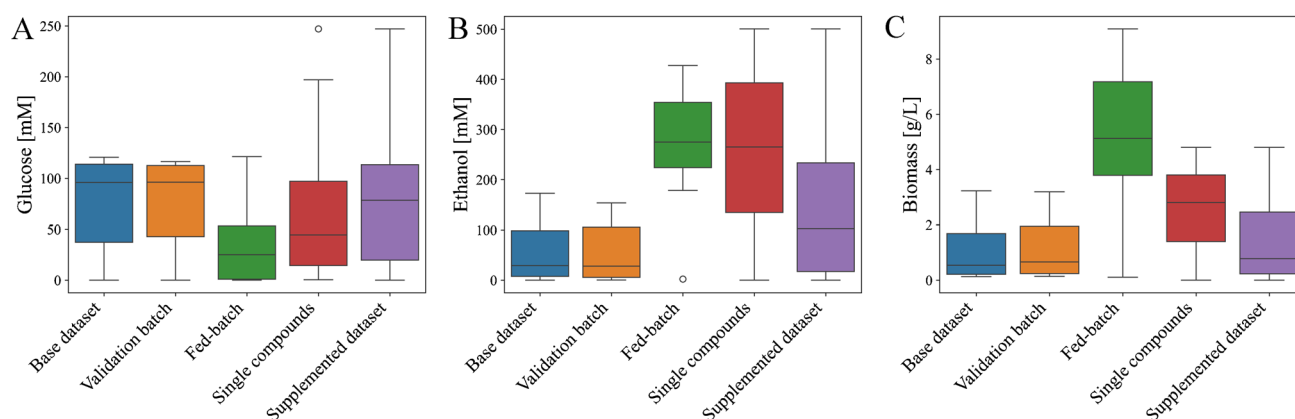 A
Glucose [mM]
250
200
150
100
50
0
Base dataset
Validation batch
Fed-batch
Single compounds
Supplemented dataset
B
Ethanol [mM]
500
400
300
200
100
0
Base dataset
Validation batch
Fed-batch
Single compounds
Supplemented dataset
C
Biomass [g/L]
8
6
4
2
0
Base dataset
Validation batch
Fed-batch
Single compounds
Supplemented dataset